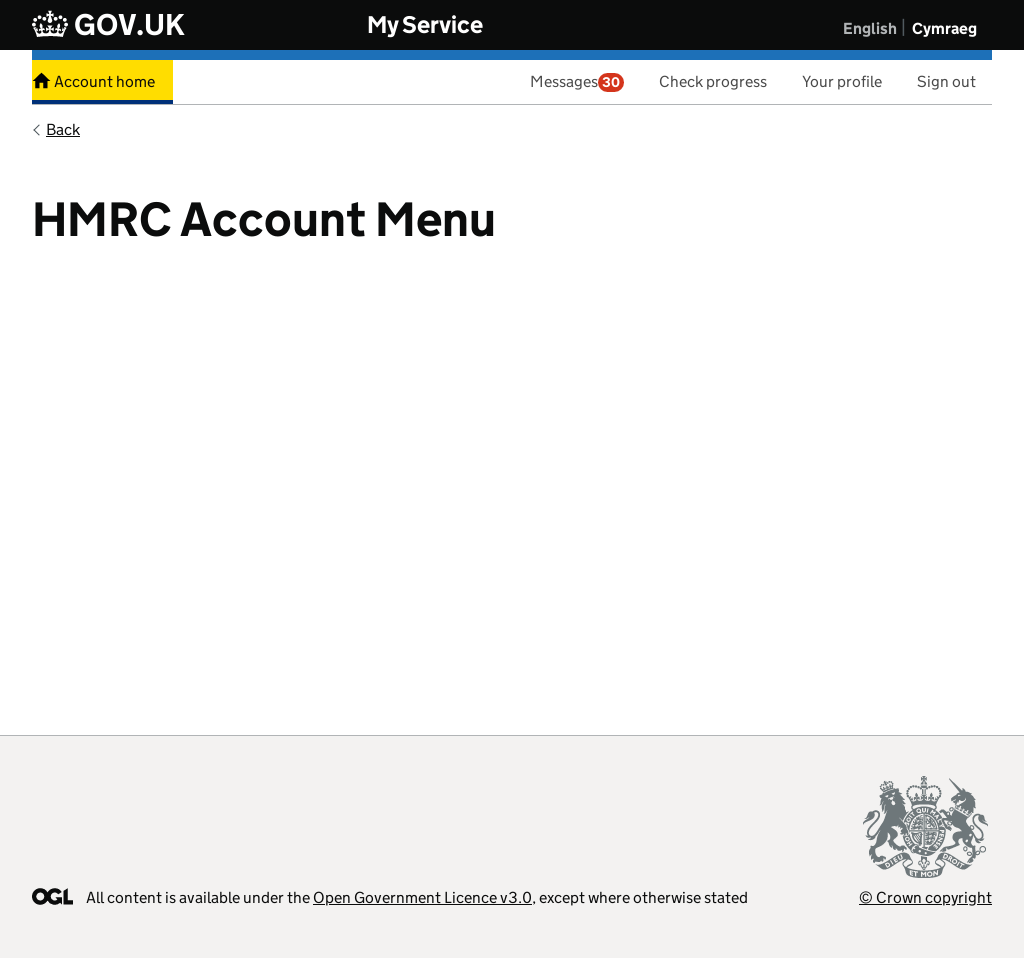 GOV.UK My Service English Cymraeg
Account home Messages 30 Check progress Your profile Sign out
Back
HMRC Account Menu
DIEU ET MON DROIT
OGL All content is available under the Open Government Licence v3.0, except where otherwise stated © Crown copyright